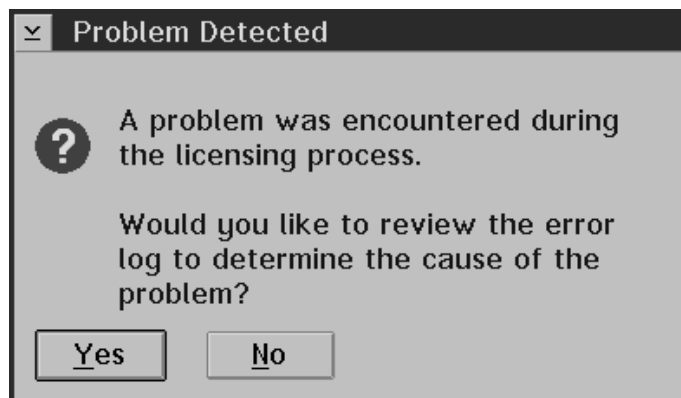 Problem Detected
A problem was encountered during
the licensing process.
Would you like to review the error
log to determine the cause of the
problem?
Yes No